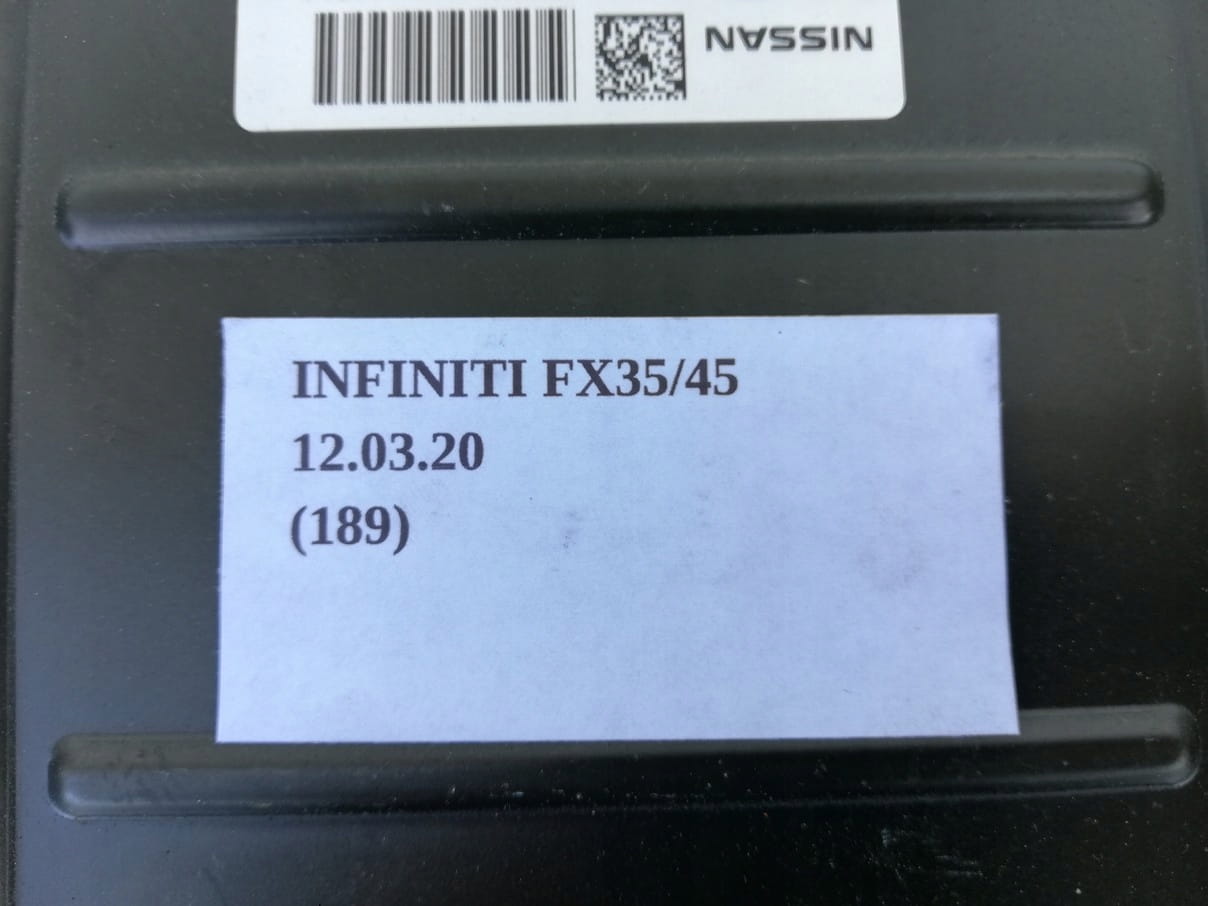 NISSAN
INFINITI FX35/45
12.03.20
(189)